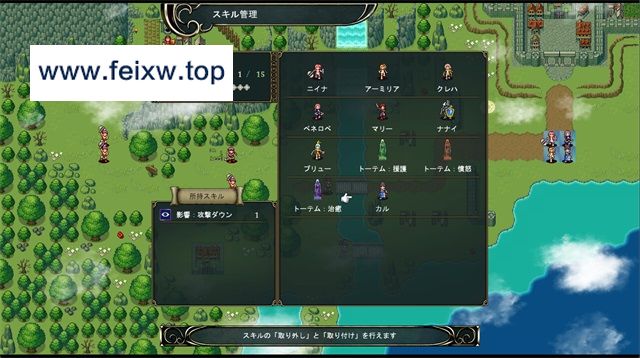 スキル管理
www.feixw.top
1 / 15
ニイナ
アーミリア
クレハ
ペネロペ
マリー
ナナイ
ブリュー
トーテム：援護
トーテム：憤怒
トーテム：治癒
カル
所持スキル
影響：攻撃ダウン 1
スキルの「取り外し」と「取り付け」を行えます